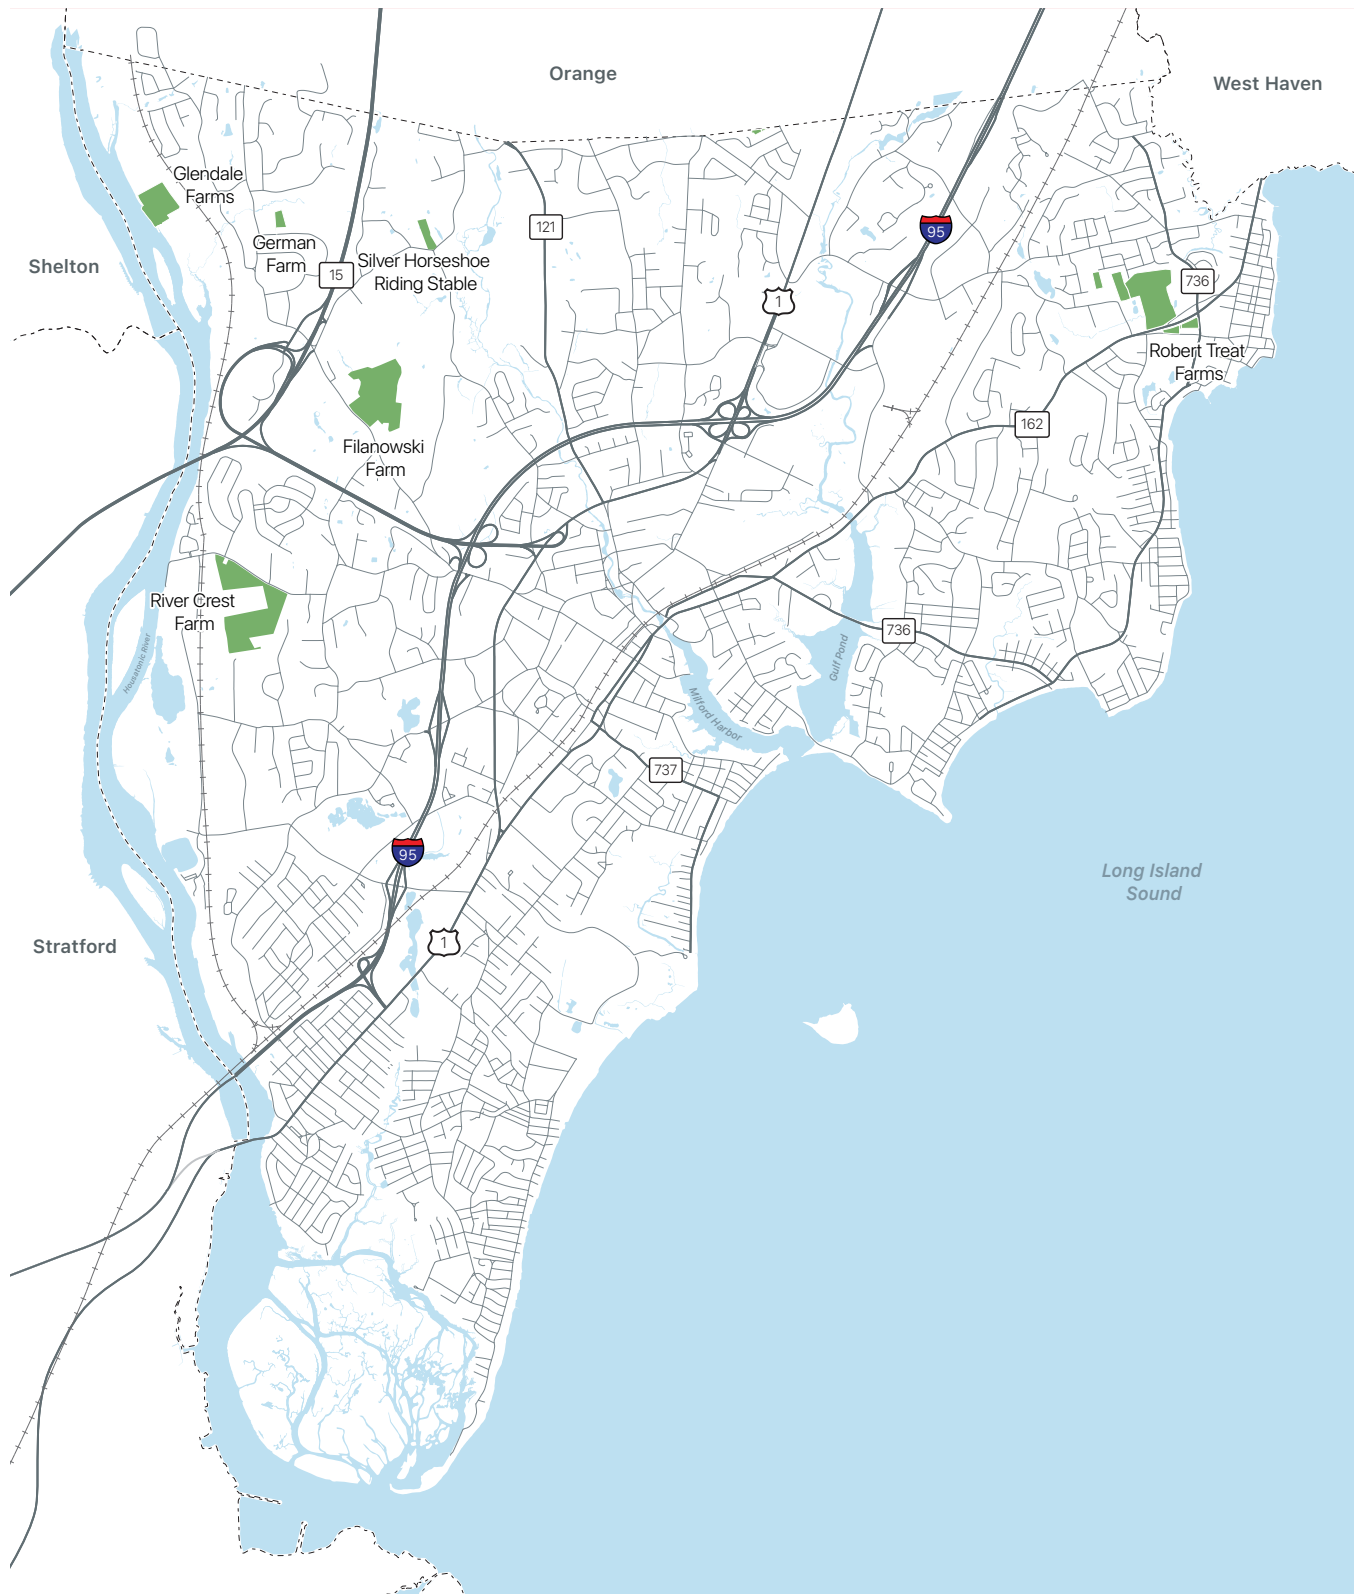 Orange
West Haven
Glendale
Farms
121
95
German
Farm
Silver Horseshoe
Riding Stable
Shelton
15
736
1
Robert Treat
Farms
162
Filanowski
Farm
River Crest
Farm
736
Housatonic River
Gulf Pond
Milford Harbor
737
95
Long Island
Sound
1
Stratford